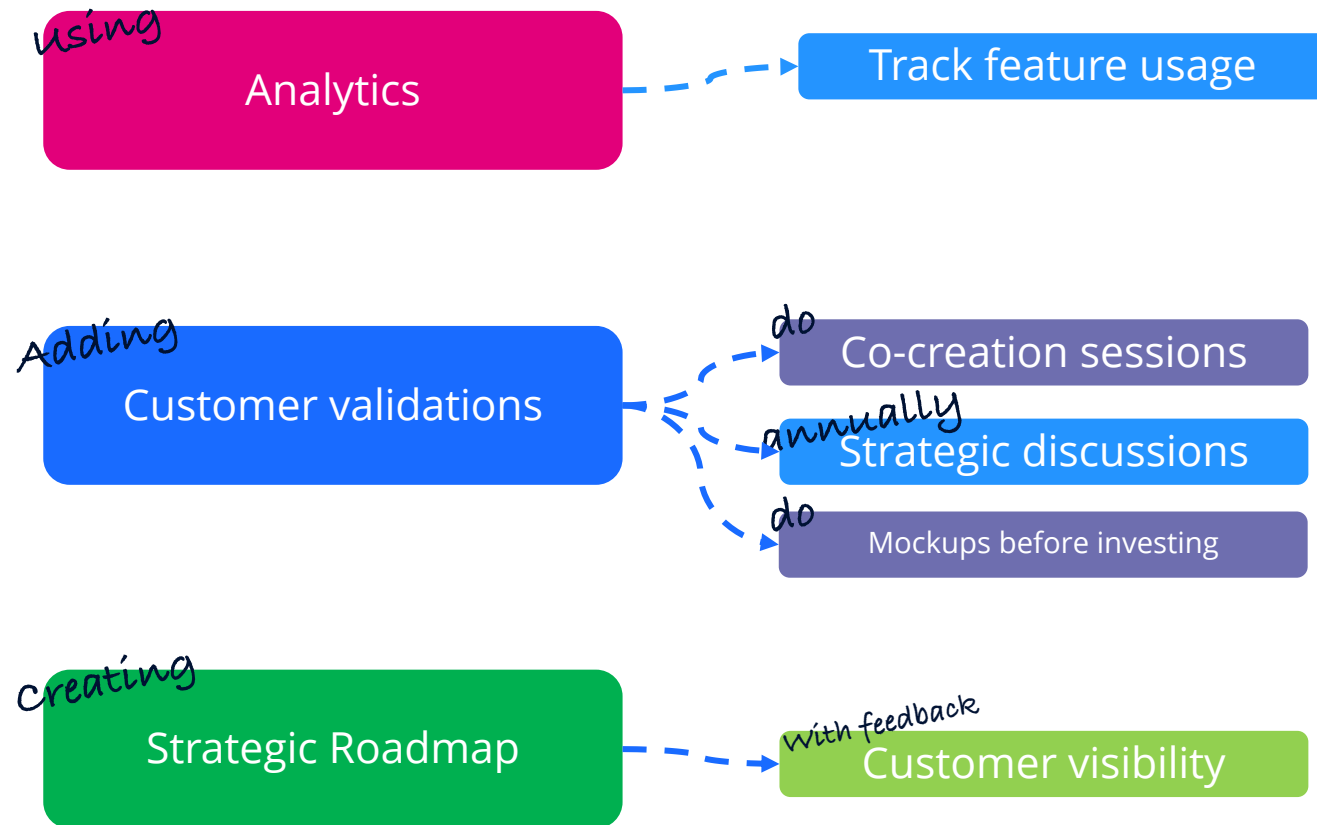 using
Analytics
Track feature usage
Adding
Customer validations
do
Co-creation sessions
annually
Strategic discussions
do
Mockups before investing
creating
Strategic Roadmap
With feedback
Customer visibility